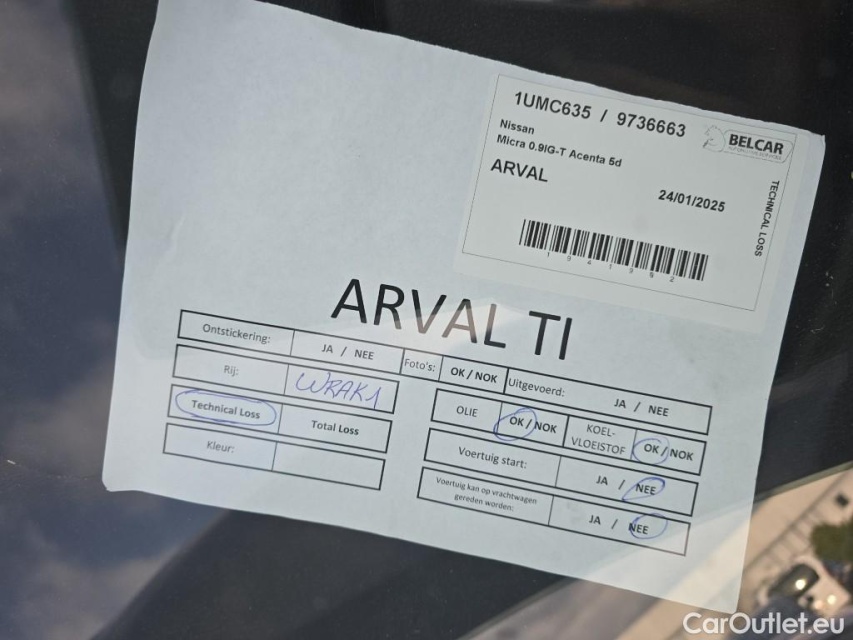 1UMC635 / 9736663
BELCAR
Nissan
Micra 0.9IG-T Acenta 5d
ARVAL
24/01/2025
TECHNICAL LOSS
1941992
ARVAL TI
Ontstickering: JA / NEE Foto's: OK / NOK Uitgevoerd: JA / NEE
Rij: WRAK1
OLIE OK / NOK KOEL-VLOEISTOF OK / NOK
Technical Loss Total Loss
Voertuig start: JA / NEE
Kleur:
Voertuig kan op vrachtwagen
gereden worden: JA / NEE
CarOutlet.eu